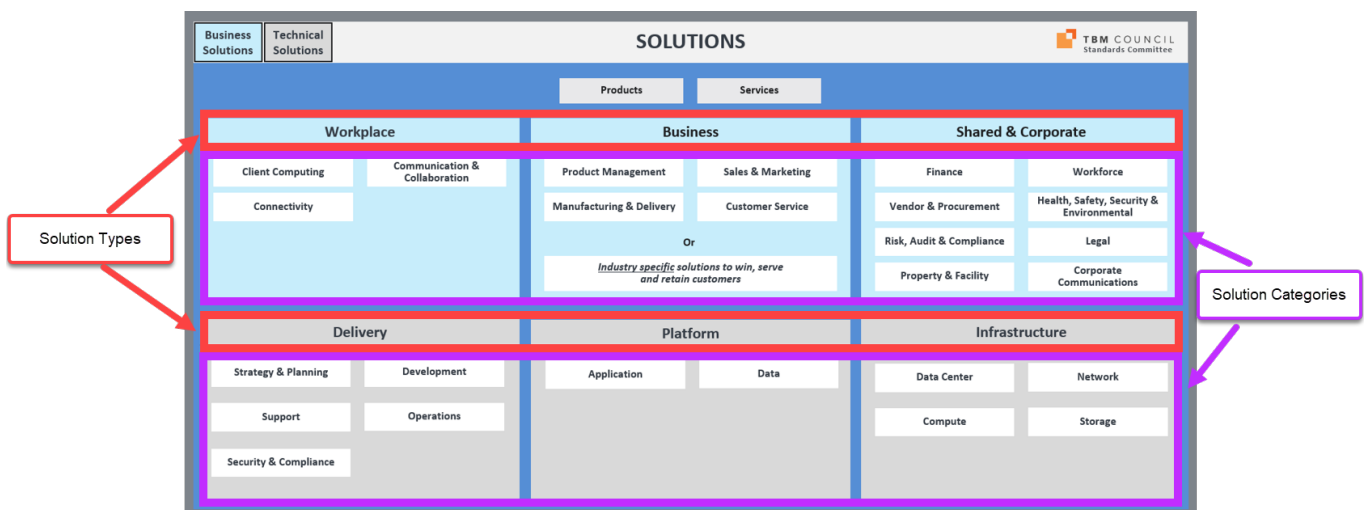 Business
Solutions
Technical
Solutions
SOLUTIONS
TBM COUNCIL
Standards Committee
Products
Services
Workplace
Business
Shared & Corporate
Client Computing
Communication &
Collaboration
Product Management
Sales & Marketing
Finance
Workforce
Connectivity
Manufacturing & Delivery
Customer Service
Vendor & Procurement
Health, Safety, Security &
Environmental
Solution Types
Or
Risk, Audit & Compliance
Legal
Industry specific solutions to win, serve
and retain customers
Property & Facility
Corporate
Communications
Solution Categories
Delivery
Platform
Infrastructure
Strategy & Planning
Development
Application
Data
Data Center
Network
Support
Operations
Compute
Storage
Security & Compliance